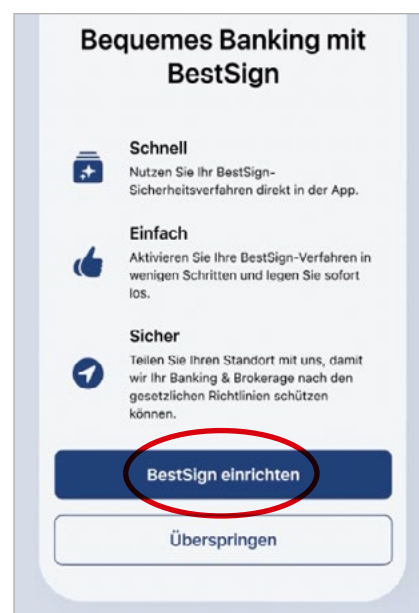 Bequemes Banking mit
BestSign
Schnell
Nutzen Sie Ihr BestSign-
Sicherheitsverfahren direkt in der App.
Einfach
Aktivieren Sie Ihre BestSign-Verfahren in
wenigen Schritten und legen Sie sofort
los.
Sicher
Teilen Sie Ihren Standort mit uns, damit
wir Ihr Banking & Brokerage nach den
gesetzlichen Richtlinien schützen
können.
BestSign einrichten
Überspringen